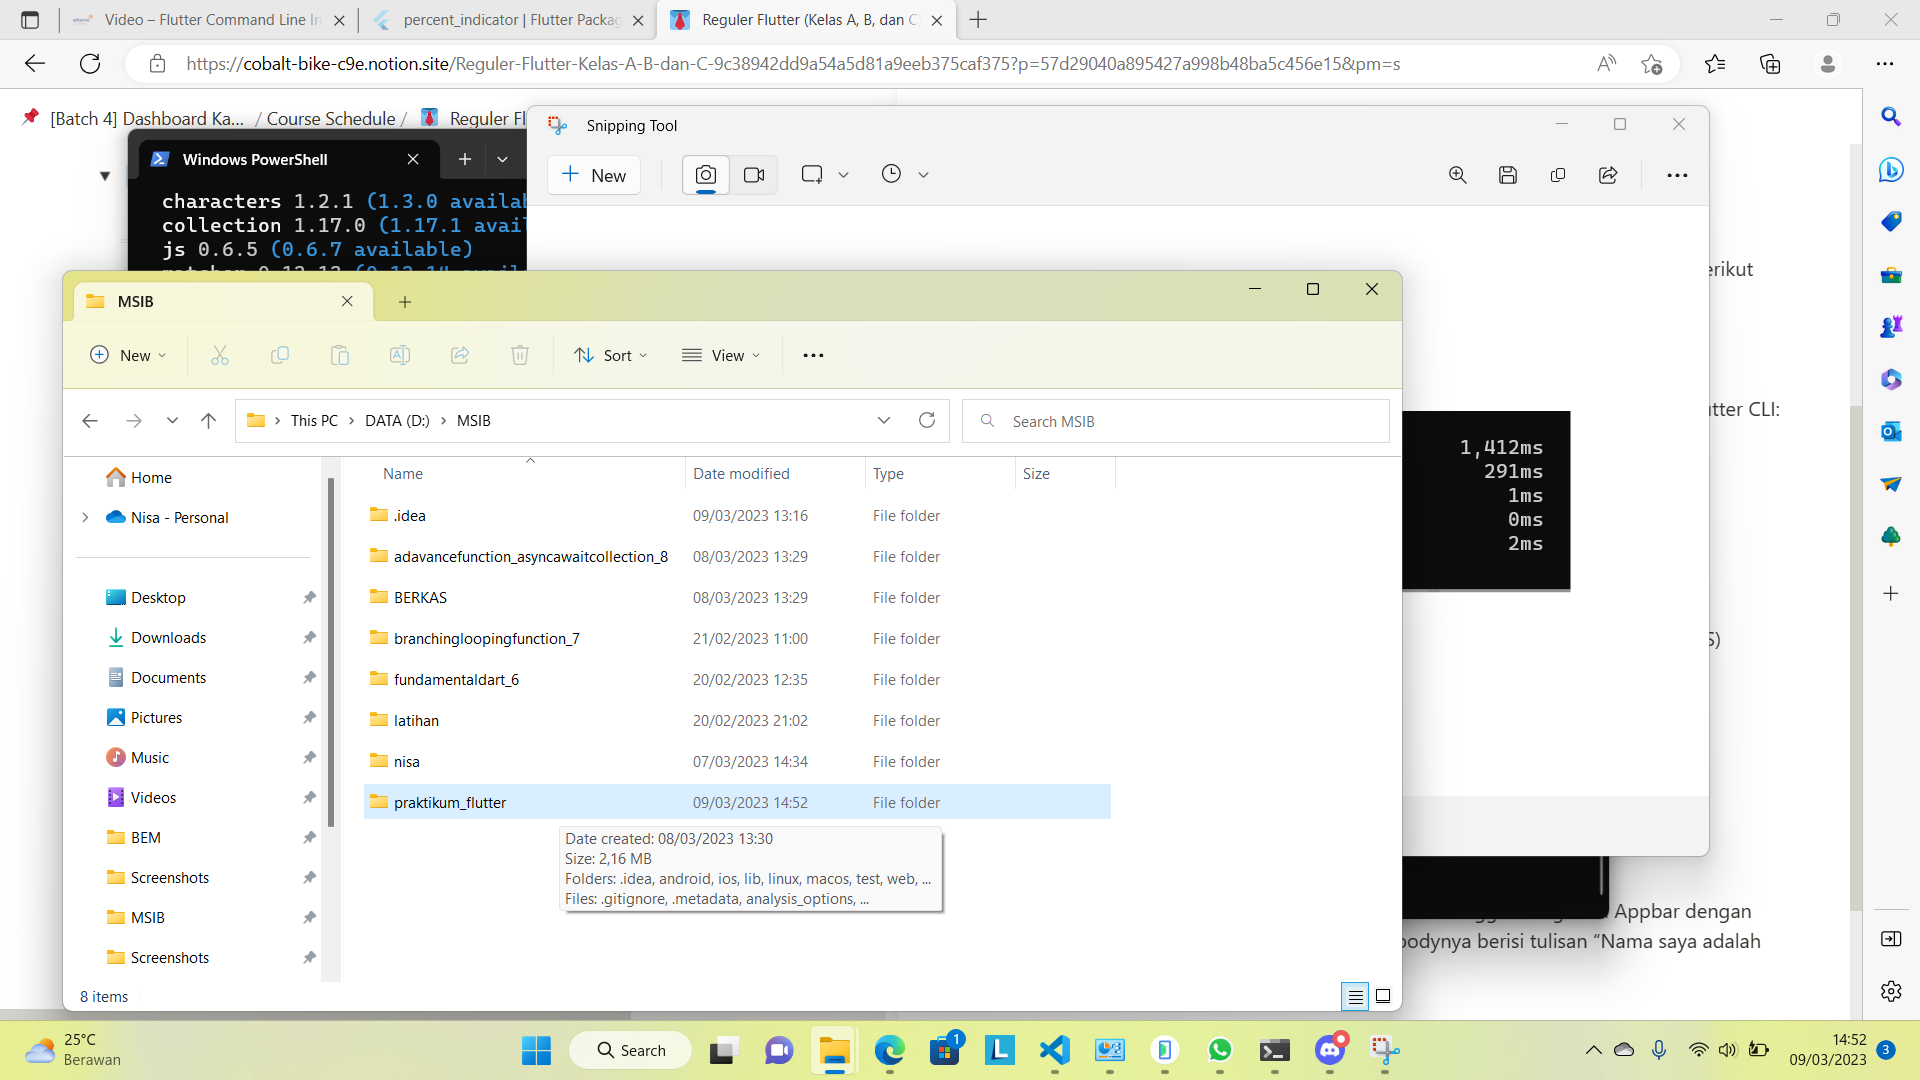 Video – Flutter Command Line In
percent_indicator | Flutter Packag
Reguler Flutter (Kelas A, B, dan C
https://cobalt-bike-c9e.notion.site/Reguler-Flutter-Kelas-A-B-dan-C-9c38942dd9a54a5d81a9eeb375caf375?p=57d29040a895427a998b48ba5c456e15&pm=s
[Batch 4] Dashboard Ka... / Course Schedule / Reguler Fl
Snipping Tool
New
Windows PowerShell
characters 1.2.1 (1.3.0 availab
collection 1.17.0 (1.17.1 avail
js 0.6.5 (0.6.7 available)
erikut
utter CLI:
1,412ms
291ms
1ms
0ms
2ms
S)
Appbar dengan
bodynya berisi tulisan “Nama saya adalah
MSIB
New
Sort
View
This PC > DATA (D:) > MSIB
Search MSIB
Home
Nisa - Personal
Desktop
Downloads
Documents
Pictures
Music
Videos
BEM
Screenshots
MSIB
Screenshots
Name Date modified Type Size
.idea 09/03/2023 13:16 File folder
adavancefunction_asyncawaitcollection_8 08/03/2023 13:29 File folder
BERKAS 08/03/2023 13:29 File folder
branchingloopingfunction_7 21/02/2023 11:00 File folder
fundamentaldart_6 20/02/2023 12:35 File folder
latihan 20/02/2023 21:02 File folder
nisa 07/03/2023 14:34 File folder
praktikum_flutter 09/03/2023 14:52 File folder
Date created: 08/03/2023 13:30
Size: 2,16 MB
Folders: .idea, android, ios, lib, linux, macos, test, web, ...
Files: .gitignore, .metadata, analysis_options, ...
8 items
25°C
Berawan
Search
1
14:52
09/03/2023
3